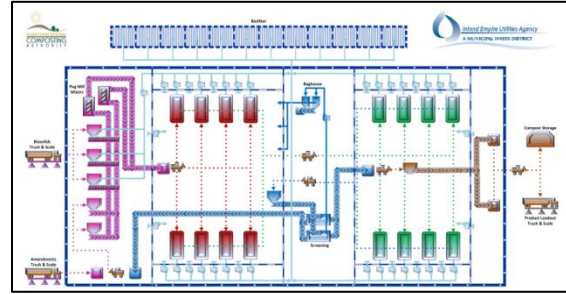 Biofilter
COMPOSTING
AUTHORITY
Inland Empire Utilities Agency
A MUNICIPAL WATER DISTRICT
Pug Mill
Mixers
Baghouse
Biosolids
Truck & Scale
Compost Storage
Product Loadout
Truck & Scale
Screening
Amendments
Truck & Scale